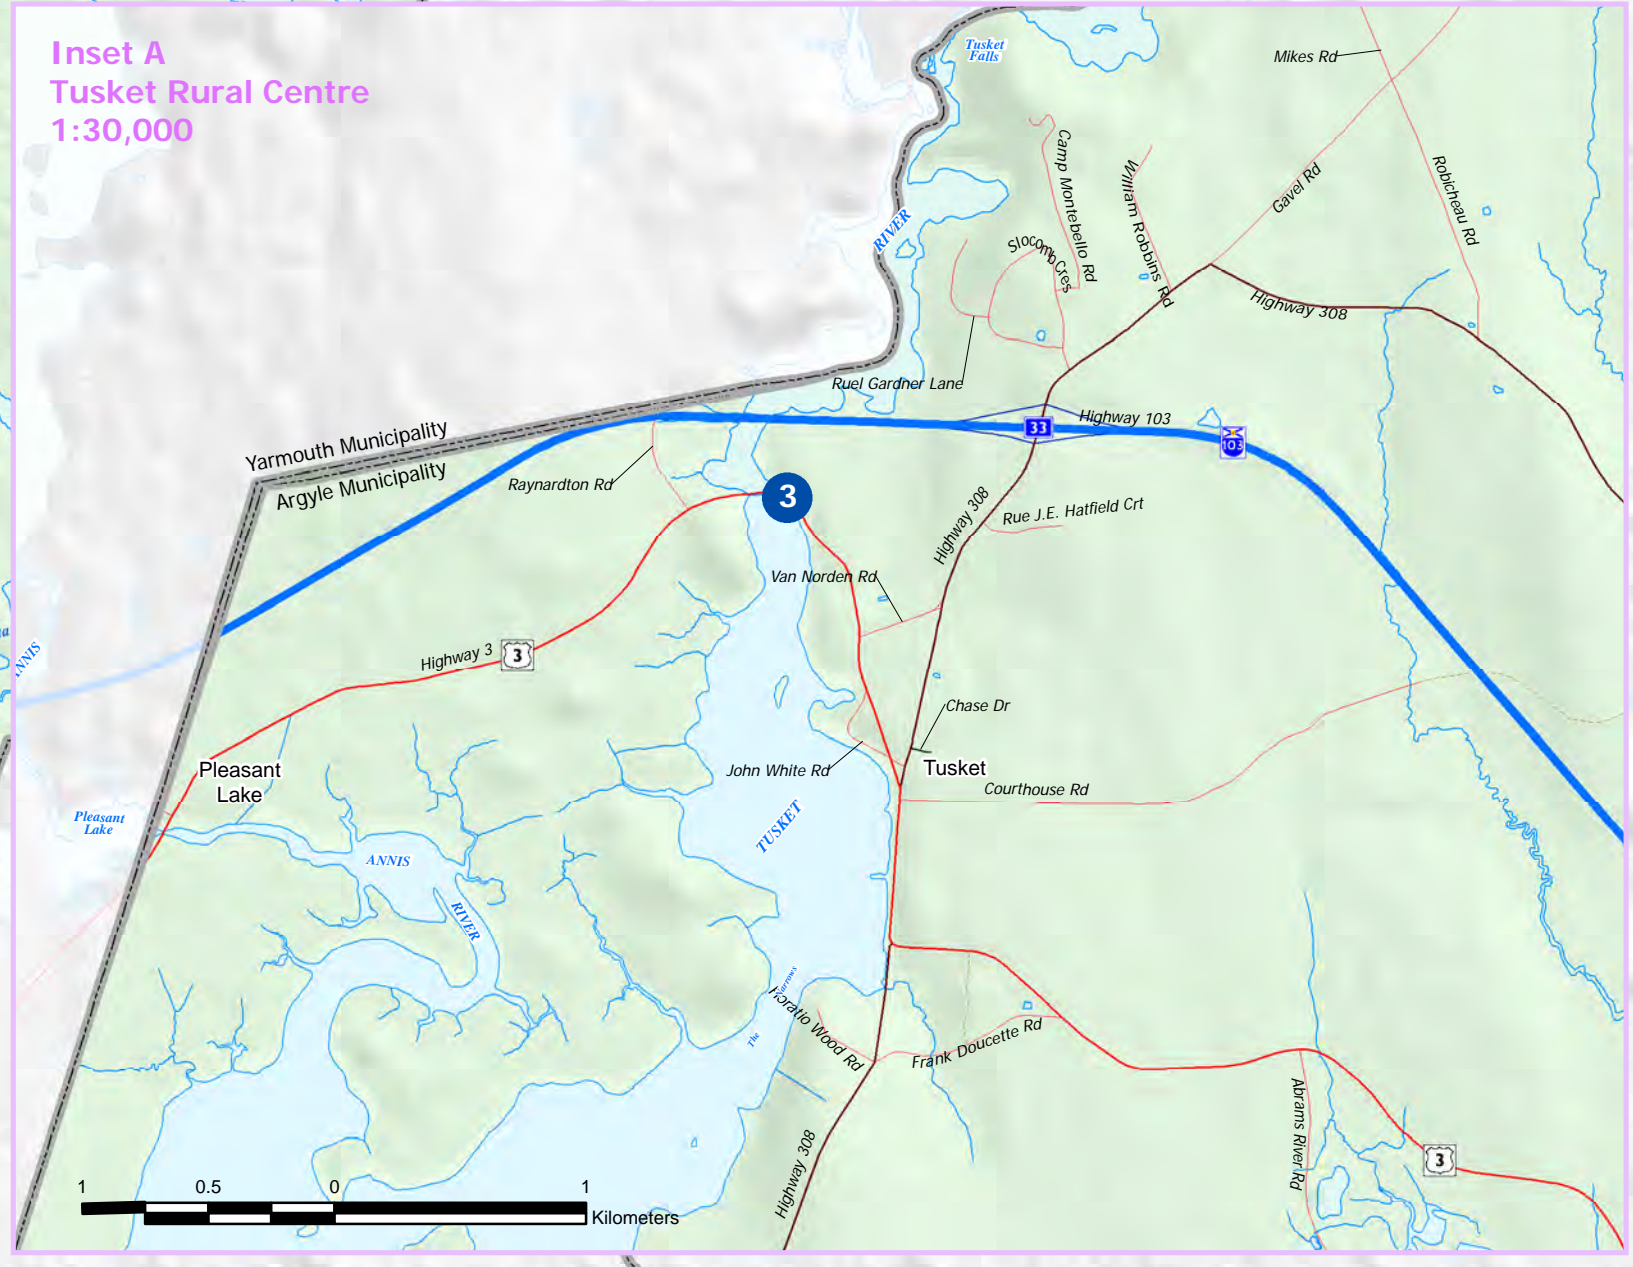 Inset A
Tusket Rural Centre
1:30,000
Tusket
Falls
Mikes Rd
Camp Montebello Rd
William Robbins Rd
Gavel Rd
Robicheau Rd
RIVER
Slocomb Cres
Highway 308
Ruel Gardner Lane
Highway 103
33
103
Yarmouth Municipality
Argyle Municipality
Raynardton Rd
3
Highway 308
Rue J.E. Hatfield Crt
Van Norden Rd
Highway 3
3
Chase Dr
Tusket
John White Rd
Courthouse Rd
Pleasant
Lake
Pleasant
Lake
TUSKET
ANNIS
RIVER
The Narrows
Horatio Wood Rd
Frank Doucette Rd
Abrams River Rd
Highway 308
3
1 0.5 0 1
Kilometers